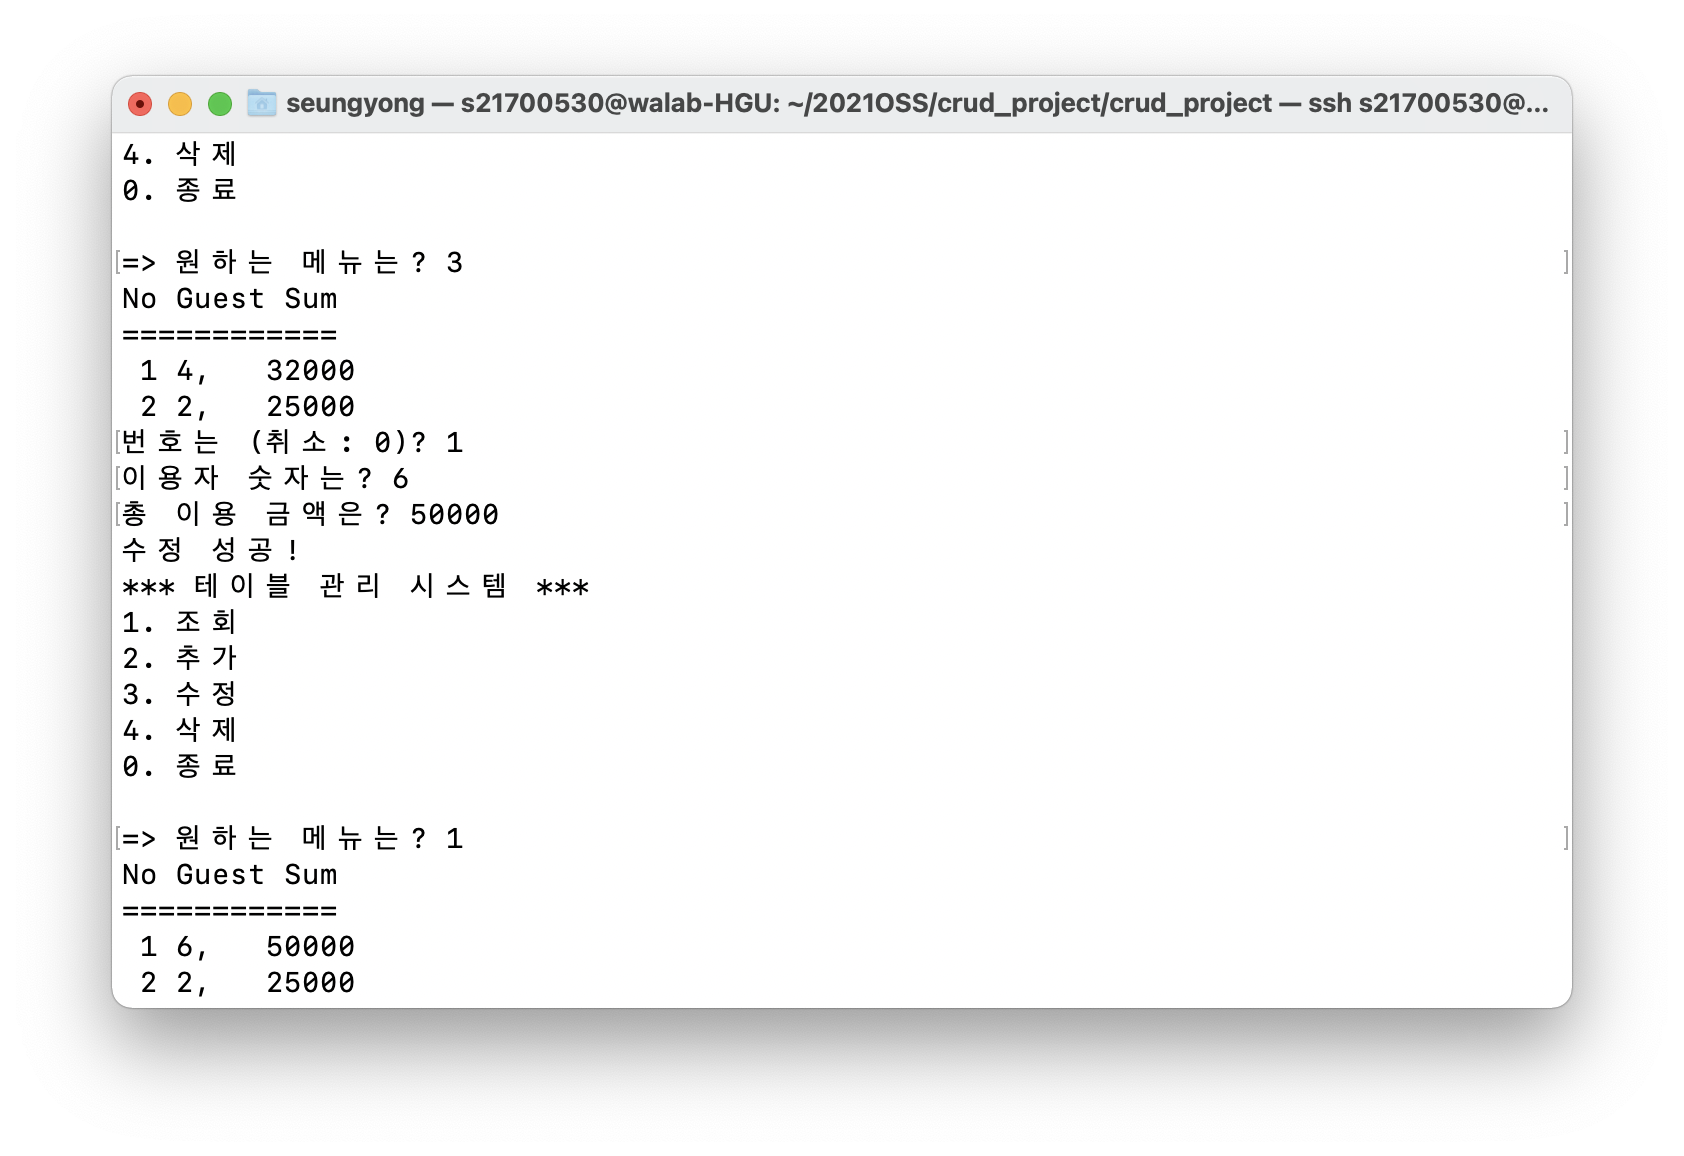 seungyong — s21700530@walab-HGU: ~/2021OSS/crud_project/crud_project — ssh s21700530@...
4. 삭제
0. 종료
=> 원하는 메뉴는? 3
No Guest Sum
============
1 4, 32000
2 2, 25000
번호는 (취소: 0)? 1
이용자 숫자는? 6
총 이용 금액은? 50000
수정 성공!
*** 테이블 관리 시스템 ***
1. 조회
2. 추가
3. 수정
4. 삭제
0. 종료
=> 원하는 메뉴는? 1
No Guest Sum
============
1 6, 50000
2 2, 25000